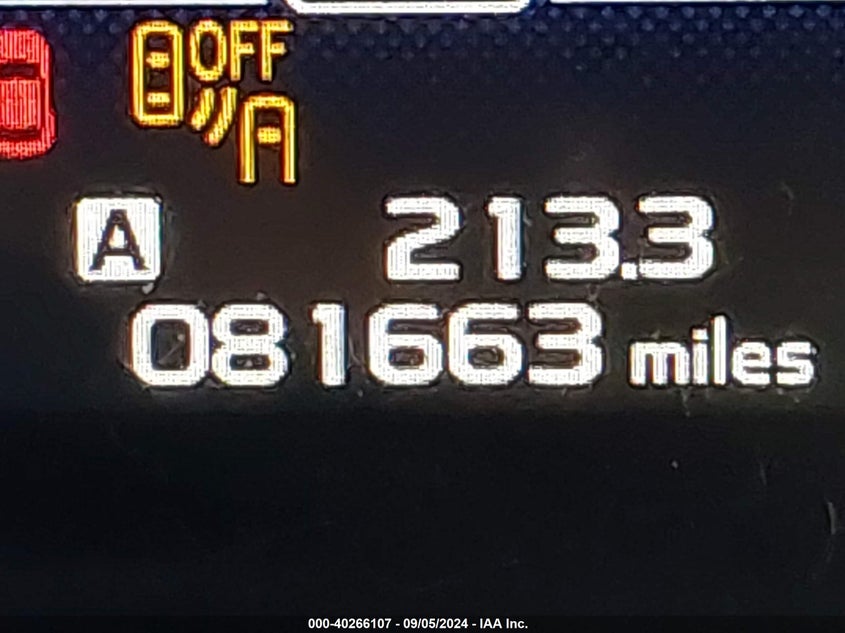 OFF
A
A 213.3
081663 miles
000-40266107 - 09/05/2024 - IAA Inc.